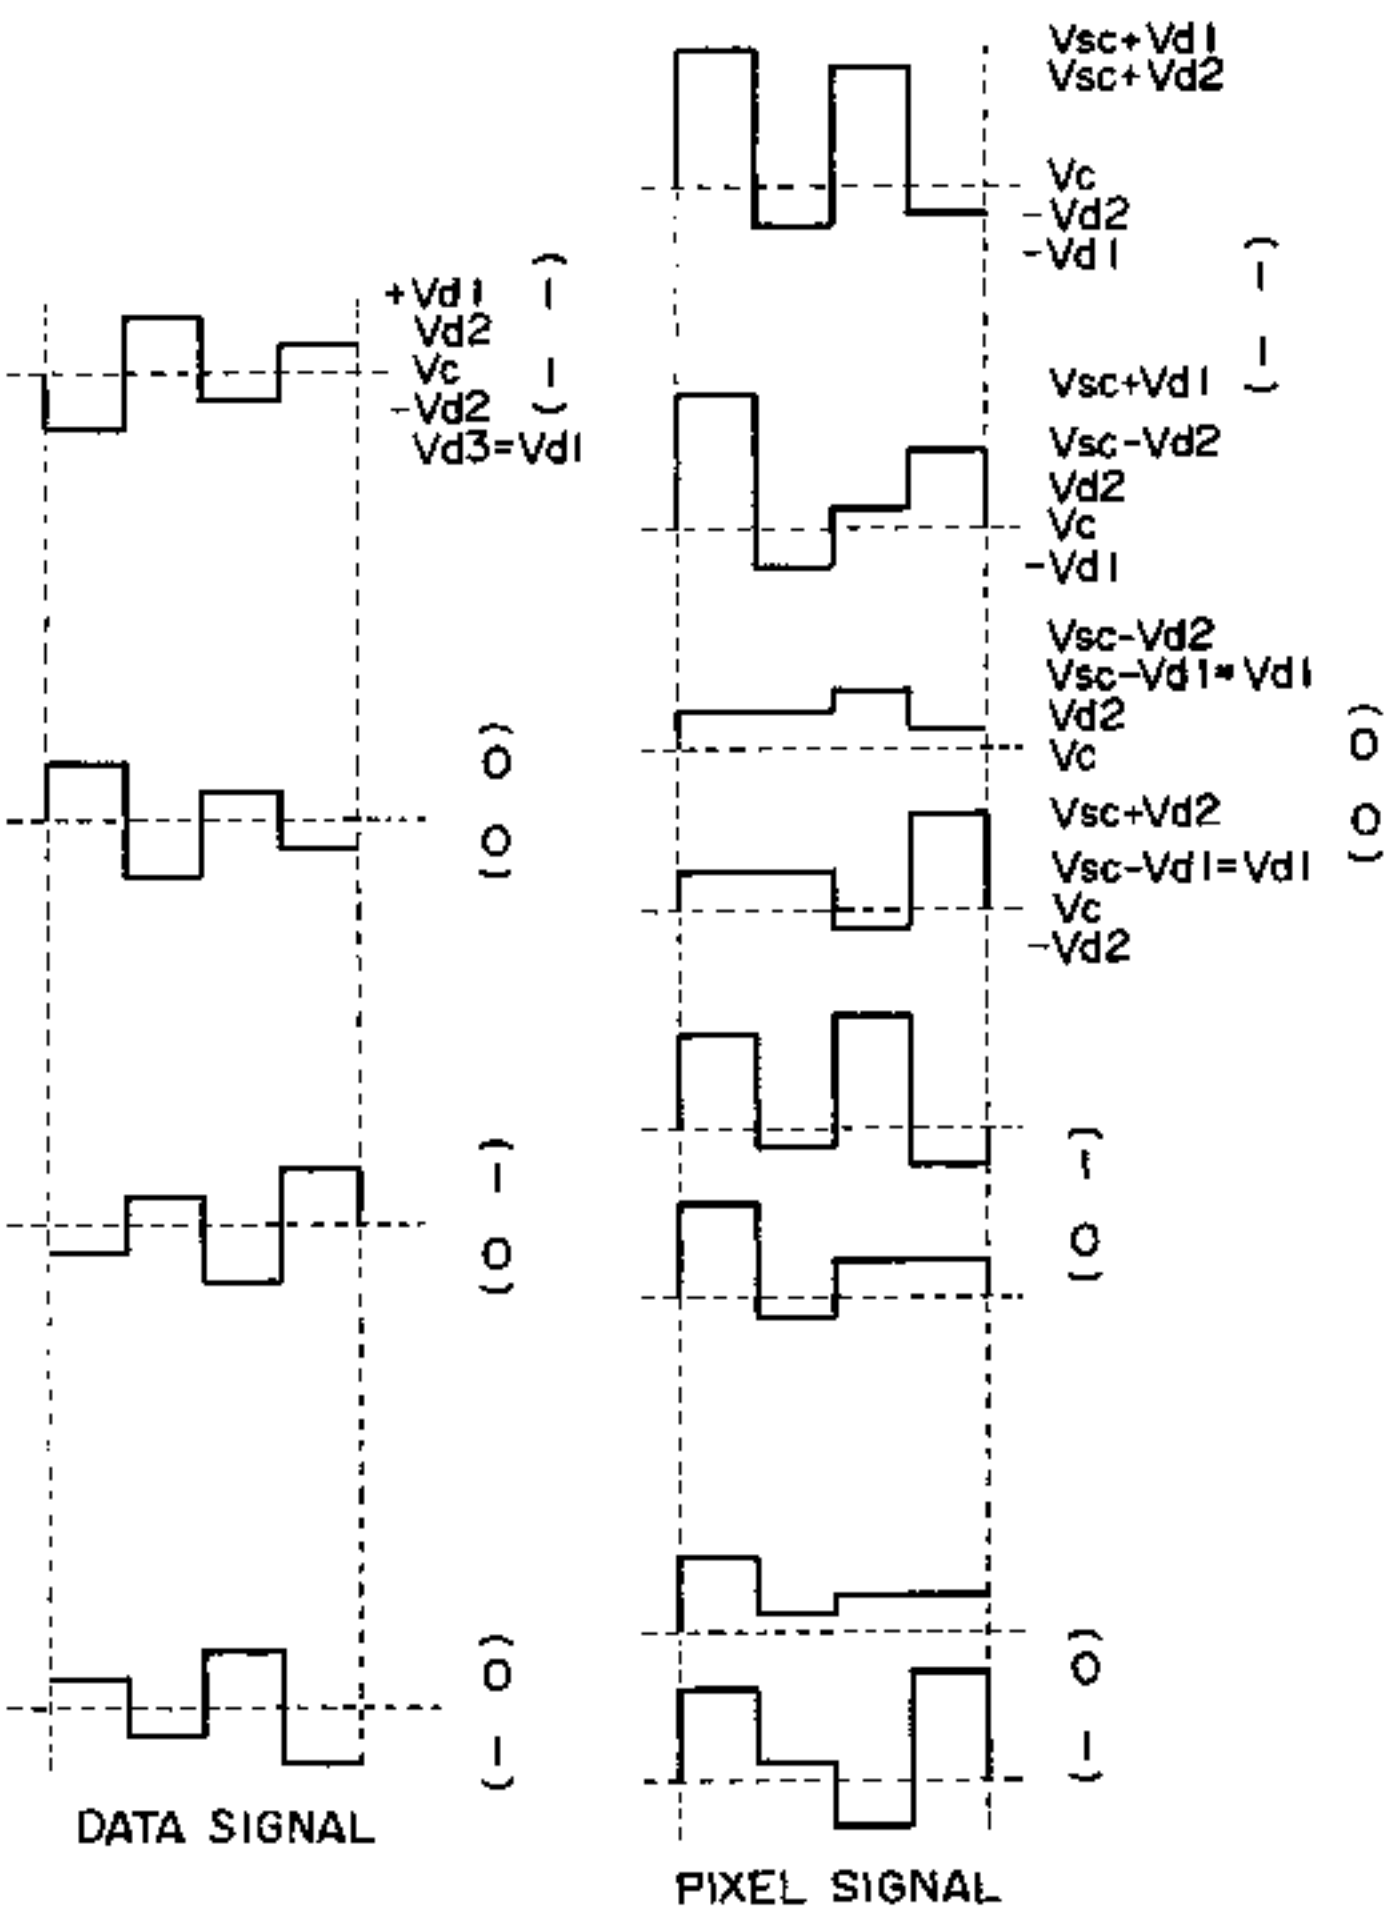 +Vd1
Vd2
Vc
-Vd2
Vd3=Vd1
( 1 1 )
( 0 0 )
( 1 0 )
( 0 1 )
DATA SIGNAL
Vsc+Vd1
Vsc+Vd2
Vc
-Vd2
-Vd1
( 1 1 )
Vsc+Vd1
Vsc-Vd2
Vd2
Vc
-Vd1
Vsc-Vd2
Vsc-Vd1=Vd1
Vd2
Vc
( 0 0 )
Vsc+Vd2
Vsc-Vd1=Vd1
Vc
-Vd2
( 1 0 )
( 0 1 )
PIXEL SIGNAL